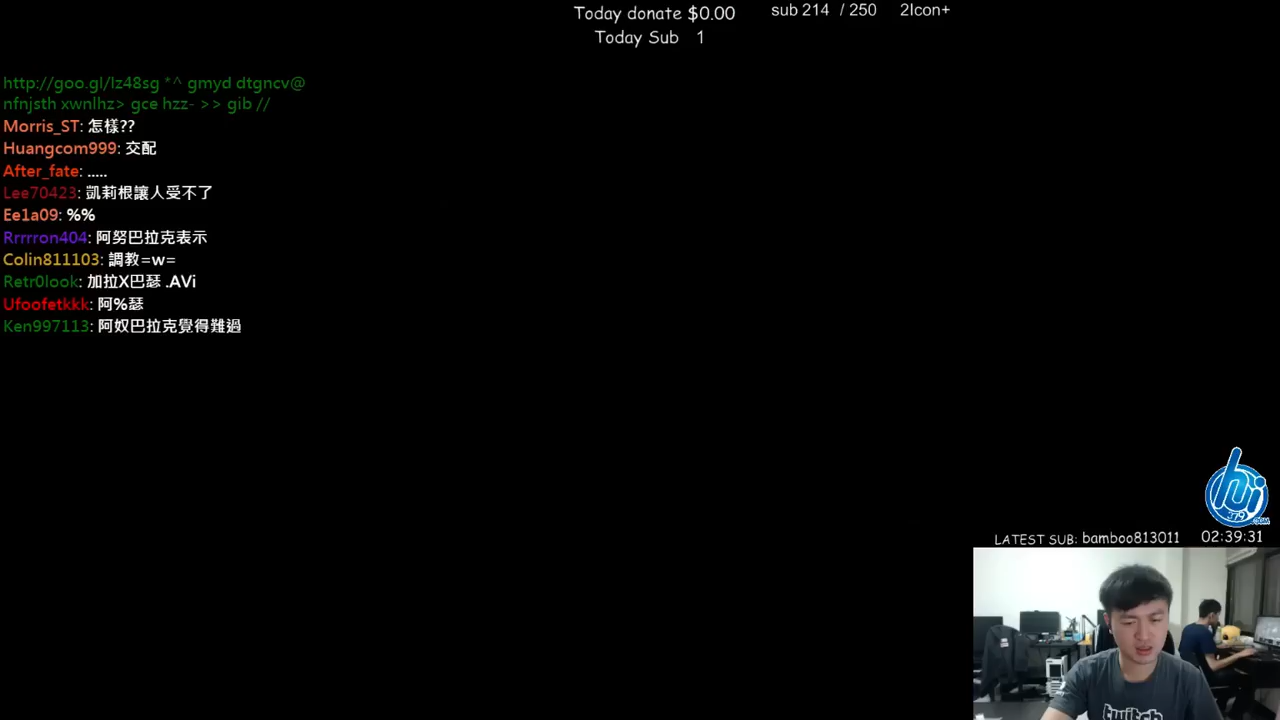 Today donate $0.00
sub 214 / 250 2Icon+
Today Sub 1
http://goo.gl/lz48sg *^ gmyd dtgncv@
nfnjsth xwnlhz> gce hzz- >> gib //
Morris_ST: 怎樣??
Huangcom999: 交配
After_fate: .....
Lee70423: 凱莉根讓人受不了
Ee1a09: %%
Rrrrron404: 阿努巴拉克表示
Colin811103: 調教=w=
Retr0look: 加拉X巴瑟 .AVi
Ufoofetkkk: 阿%瑟
Ken997113: 阿奴巴拉克覺得難過
hi
379
.COM
LATEST SUB: bamboo813011 02:39:31
twitch